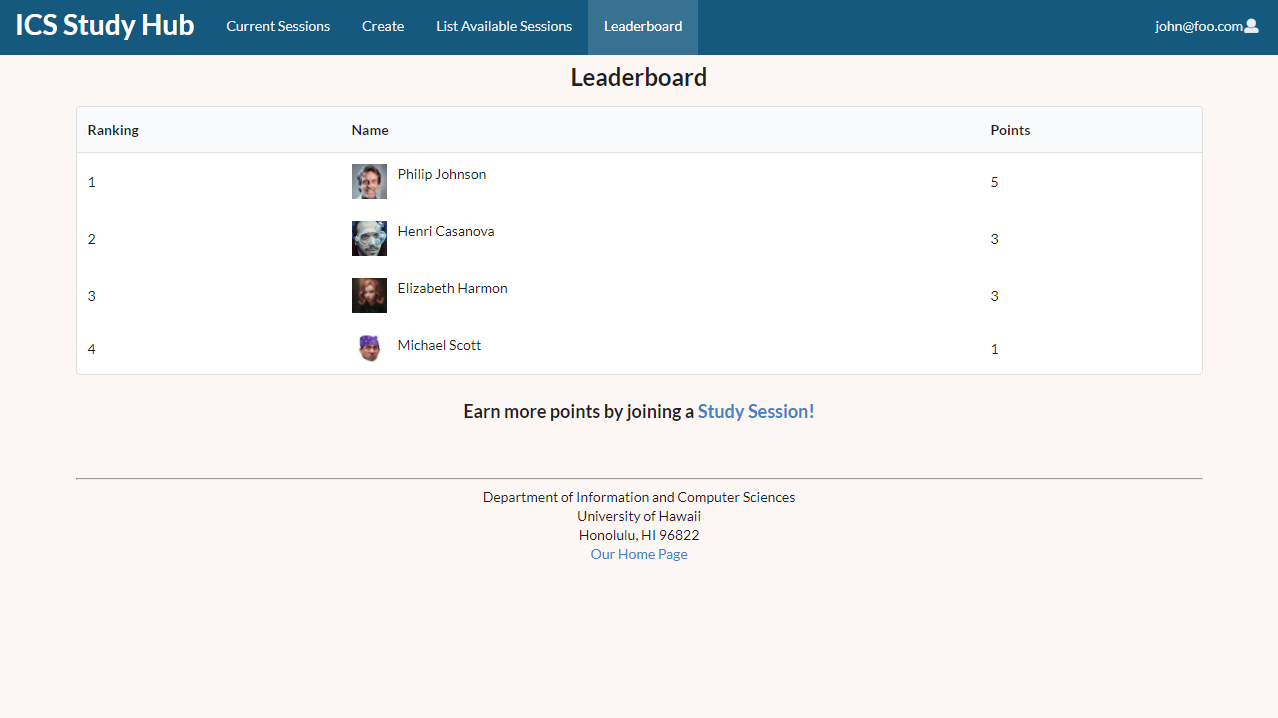 ICS Study Hub Current Sessions Create List Available Sessions Leaderboard john@foo.com
Leaderboard
Ranking Name Points
1 Philip Johnson 5
2 Henri Casanova 3
3 Elizabeth Harmon 3
4 Michael Scott 1
Earn more points by joining a Study Session!
Department of Information and Computer Sciences
University of Hawaii
Honolulu, HI 96822
Our Home Page